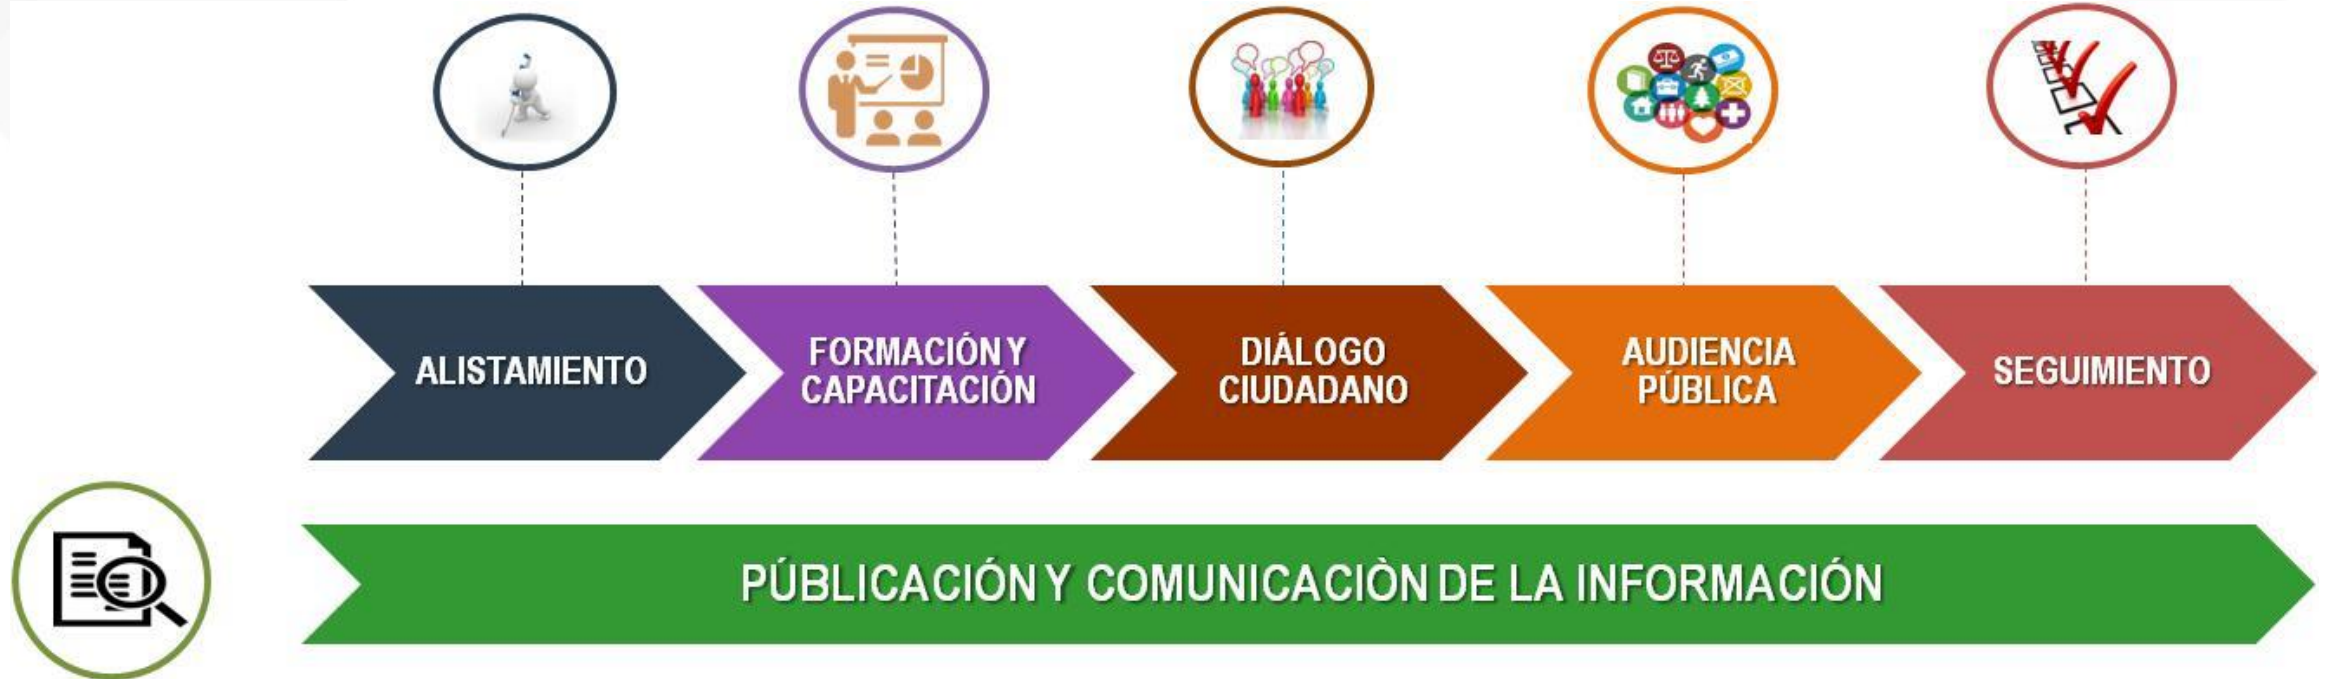 ALISTAMIENTO
FORMACIÓN Y
CAPACITACIÓN
DIÁLOGO
CIUDADANO
AUDIENCIA
PÚBLICA
SEGUIMIENTO
PÚBLICACIÓN Y COMUNICACIÒN DE LA INFORMACIÓN